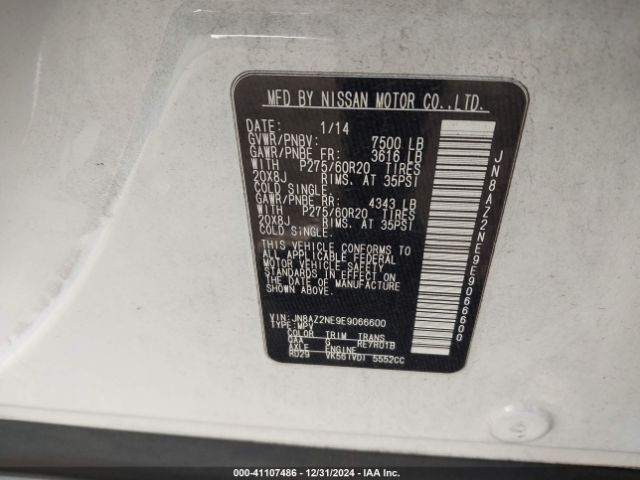 MFD BY NISSAN MOTOR CO.,LTD.
DATE: 1/14
GVWR/PNBV: 7500 LB
GAWR/PNBE FR: 3616 LB
WITH P275/60R20 TIRES
20X8J RIMS, AT 35PSI
COLD SINGLE.
GAWR/PNBE RR: 4343 LB
WITH P275/60R20 TIRES
20X8J RIMS. AT 35PSI
COLD SINGLE.
THIS VEHICLE CONFORMS TO
ALL APPLICABLE FEDERAL
MOTOR VEHICLE SAFETY
STANDARDS IN EFFECT ON
THE DATE OF MANUFACTURE
SHOWN ABOVE.
VIN: JN8AZ2NE9E9066600
TYPE: MPV
COLOR TRIM TRANS
QAA G RE7R01B
AXLE ENGINE
RD29 VK56(VD) 5552CC
JN8AZ2NE9E9066600
000-41107486 - 12/31/2024 - IAA Inc.